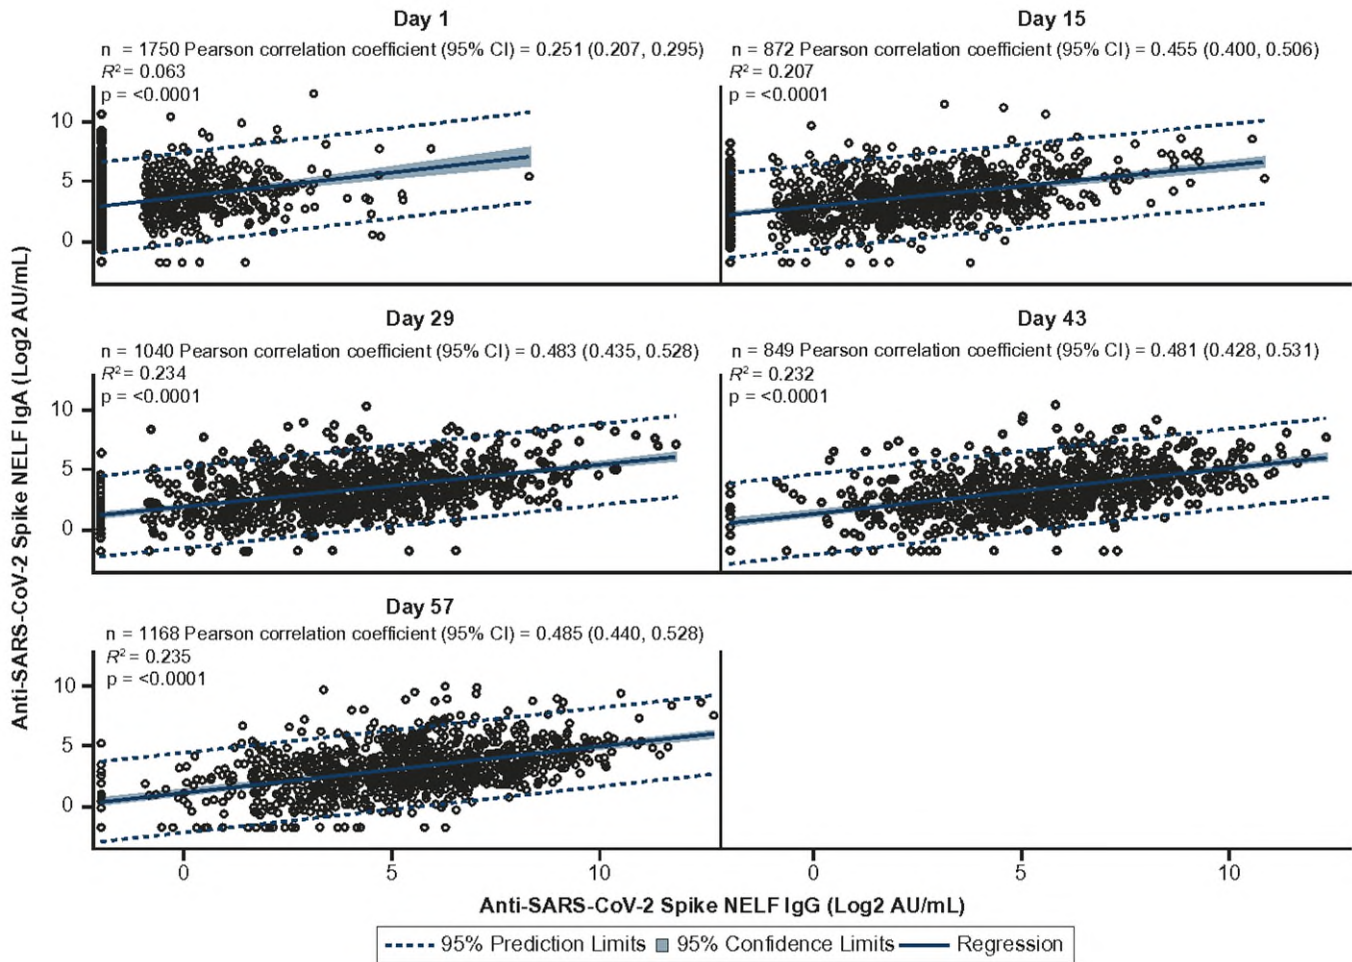 Day 1
n = 1750 Pearson correlation coefficient (95% CI) = 0.251 (0.207, 0.295)
R² = 0.063
p = <0.0001
Day 15
n = 872 Pearson correlation coefficient (95% CI) = 0.455 (0.400, 0.506)
R² = 0.207
p = <0.0001
10
5
0
Day 29
n = 1040 Pearson correlation coefficient (95% CI) = 0.483 (0.435, 0.528)
R² = 0.234
p = <0.0001
Day 43
n = 849 Pearson correlation coefficient (95% CI) = 0.481 (0.428, 0.531)
R² = 0.232
p = <0.0001
10
5
0
Day 57
n = 1168 Pearson correlation coefficient (95% CI) = 0.485 (0.440, 0.528)
R² = 0.235
p = <0.0001
10
5
0
Anti-SARS-CoV-2 Spike NELF IgA (Log2 AU/mL)
0 5 10 0 5 10
Anti-SARS-CoV-2 Spike NELF IgG (Log2 AU/mL)
95% Prediction Limits 95% Confidence Limits Regression